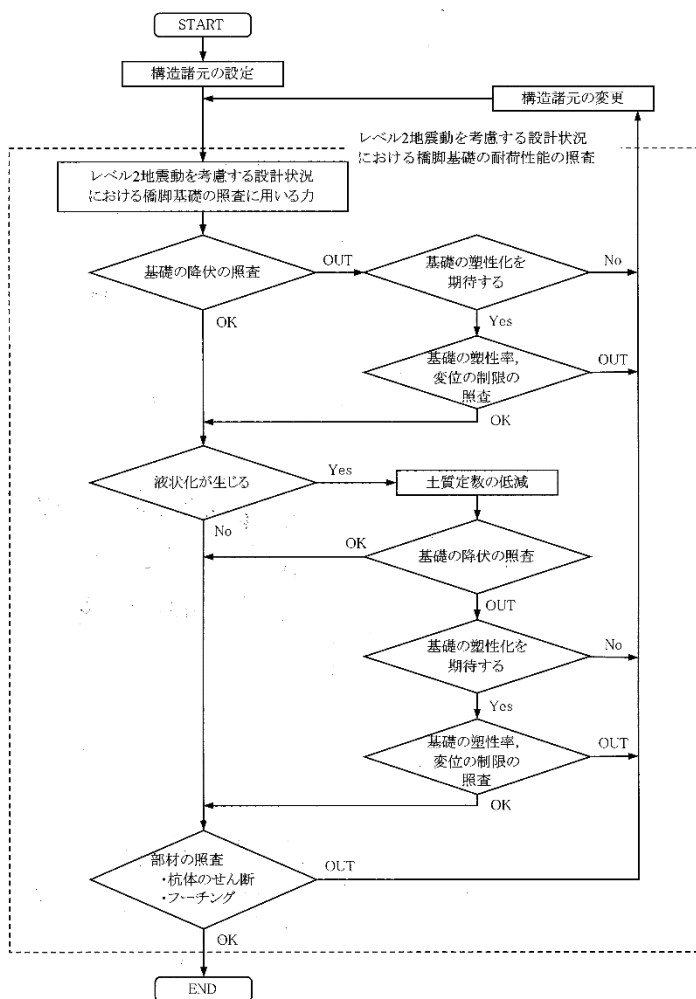 START
構造諸元の設定
構造諸元の変更
レベル2地震動を考慮する設計状況
における橋脚基礎の耐荷性能の照査
レベル2地震動を考慮する設計状況
における橋脚基礎の照査に用いる力
基礎の降伏の照査
OUT
基礎の塑性化を
期待する
No
OK
Yes
基礎の塑性率,
変位の制限の
照査
OUT
OK
液状化が生じる
Yes
土質定数の低減
No
OK
基礎の降伏の照査
OUT
基礎の塑性化を
期待する
No
Yes
基礎の塑性率,
変位の制限の
照査
OUT
OK
部材の照査
・杭体のせん断
・フーチング
OUT
OK
END